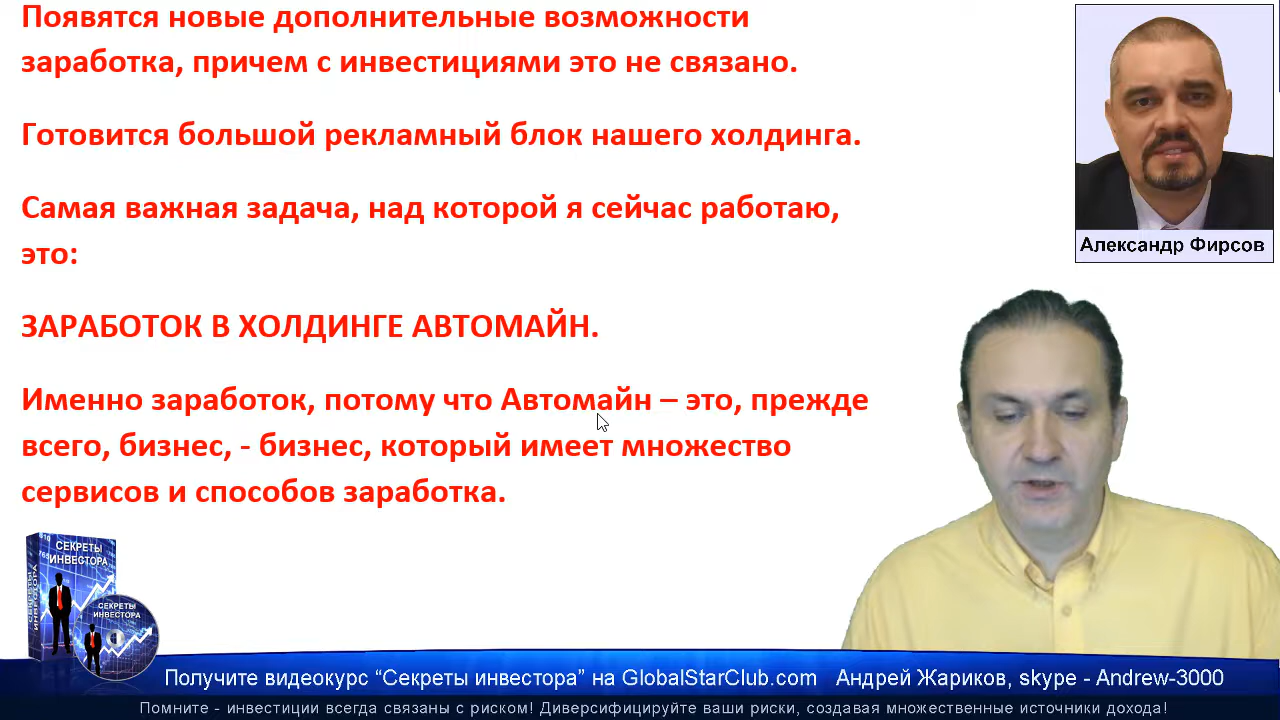 Появятся новые дополнительные возможности
заработка, причем с инвестициями это не связано.
Готовится большой рекламный блок нашего холдинга.
Самая важная задача, над которой я сейчас работаю,
это:
ЗАРАБОТОК В ХОЛДИНГЕ АВТОМАЙН.
Именно заработок, потому что Автомайн – это, прежде
всего, бизнес, - бизнес, который имеет множество
сервисов и способов заработка.
Александр Фирсов
СЕКРЕТЫ
ИНВЕСТОРА
СЕКРЕТЫ ИНВЕСТОРА
СЕКРЕТЫ
ИНВЕСТОРА
Получите видеокурс “Секреты инвестора” на GlobalStarClub.com Андрей Жариков, skype - Andrew-3000
Помните - инвестиции всегда связаны с риском! Диверсифицируйте ваши риски, создавая множественные источники дохода!